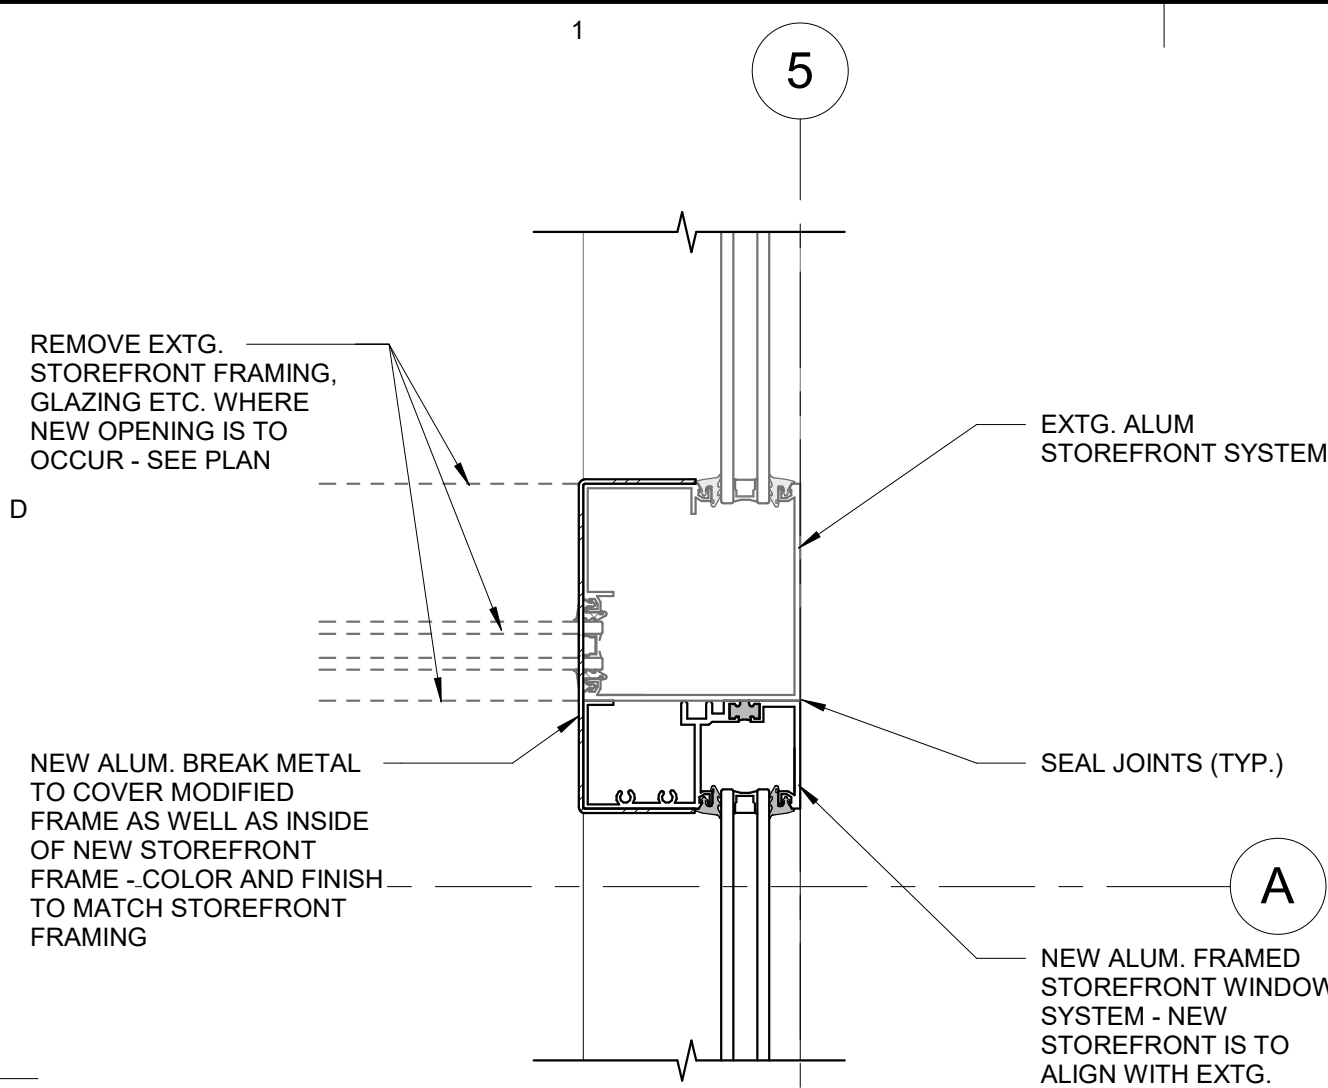 1
5
REMOVE EXTG.
STOREFRONT FRAMING,
GLAZING ETC. WHERE
NEW OPENING IS TO
OCCUR - SEE PLAN
EXTG. ALUM
STOREFRONT SYSTEM
D
NEW ALUM. BREAK METAL
TO COVER MODIFIED
FRAME AS WELL AS INSIDE
OF NEW STOREFRONT
FRAME - COLOR AND FINISH
TO MATCH STOREFRONT
FRAMING
SEAL JOINTS (TYP.)
A
NEW ALUM. FRAMED
STOREFRONT WINDOW
SYSTEM - NEW
STOREFRONT IS TO
ALIGN WITH EXTG.